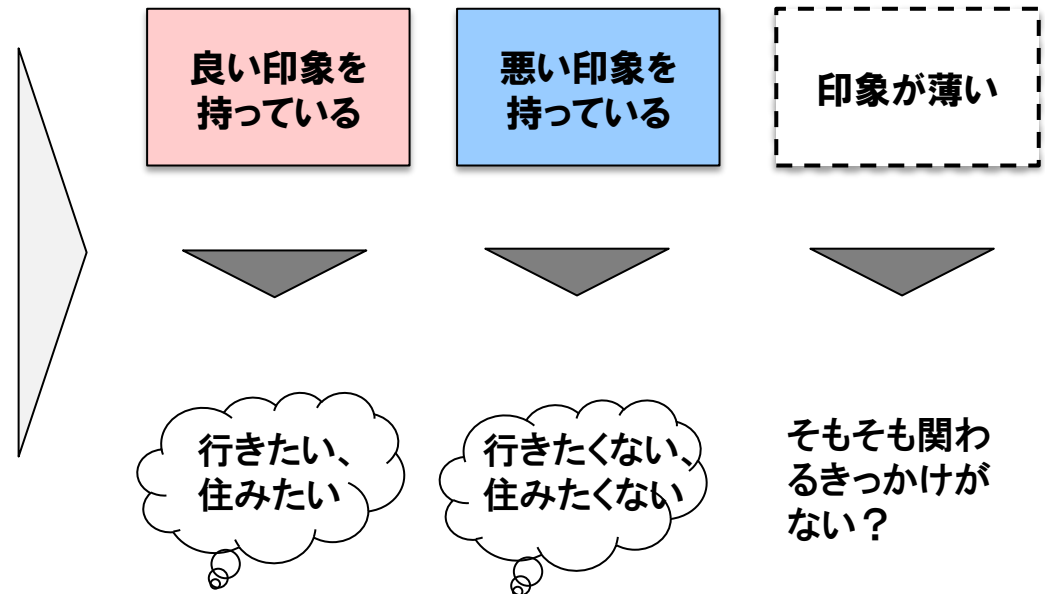 良い印象を
持っている
悪い印象を
持っている
印象が薄い
行きたい、
住みたい
行きたくない、
住みたくない
そもそも関わ
るきっかけが
ない？